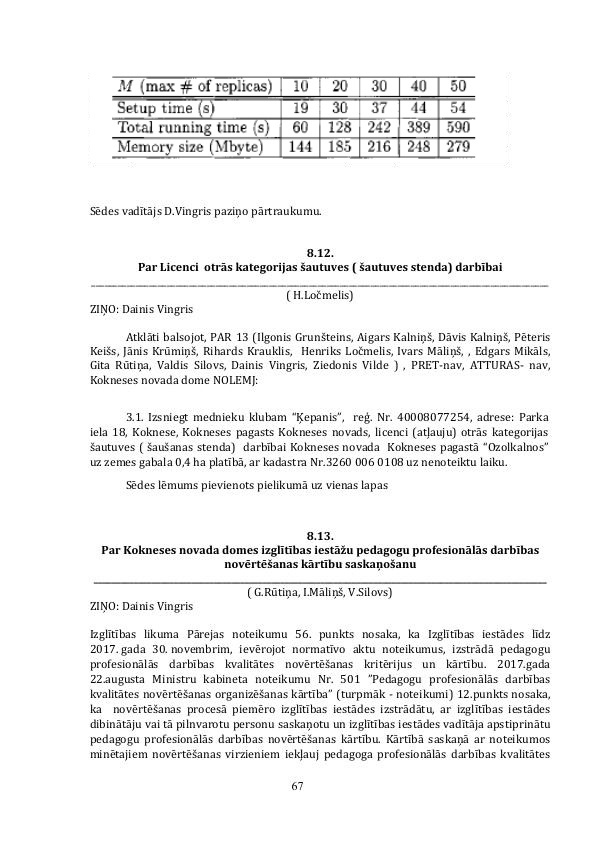 M (max # of replicas) 10 20 30 40 50
Setup time (s) 19 30 37 44 54
Total running time (s) 60 128 242 389 590
Memory size (Mbyte) 144 185 216 248 279
Sēdes vadītājs D.Vingris paziņo pārtraukumu.
8.12.
Par Licenci otrās kategorijas šautuves ( šautuves stenda) darbībai
( H.Ločmelis)
ZIŅO: Dainis Vingris
Atklāti balsojot, PAR 13 (Ilgonis Grunšteins, Aigars Kalniņš, Dāvis Kalniņš, Pēteris
Keišs, Jānis Krūmiņš, Rihards Krauklis, Henriks Ločmelis, Ivars Māliņš, , Edgars Mikāls,
Gita Rūtiņa, Valdis Silovs, Dainis Vingris, Ziedonis Vilde ) , PRET-nav, ATTURAS- nav,
Kokneses novada dome NOLEMJ:
3.1. Izsniegt mednieku klubam “Ķepanis”, reģ. Nr. 40008077254, adrese: Parka
iela 18, Koknese, Kokneses pagasts Kokneses novads, licenci (atļauju) otrās kategorijas
šautuves ( šaušanas stenda) darbībai Kokneses novada Kokneses pagastā “Ozolkalnos”
uz zemes gabala 0,4 ha platībā, ar kadastra Nr.3260 006 0108 uz nenoteiktu laiku.
Sēdes lēmums pievienots pielikumā uz vienas lapas
8.13.
Par Kokneses novada domes izglītības iestāžu pedagogu profesionālās darbības
novērtēšanas kārtību saskaņošanu
( G.Rūtiņa, I.Māliņš, V.Silovs)
ZIŅO: Dainis Vingris
Izglītības likuma Pārejas noteikumu 56. punkts nosaka, ka Izglītības iestādes līdz
2017. gada 30. novembrim, ievērojot normatīvo aktu noteikumus, izstrādā pedagogu
profesionālās darbības kvalitātes novērtēšanas kritērijus un kārtību. 2017.gada
22.augusta Ministru kabineta noteikumu Nr. 501 ”Pedagogu profesionālās darbības
kvalitātes novērtēšanas organizēšanas kārtība” (turpmāk - noteikumi) 12.punkts nosaka,
ka novērtēšanas procesā piemēro izglītības iestādes izstrādātu, ar izglītības iestādes
dibinātāju vai tā pilnvarotu personu saskaņotu un izglītības iestādes vadītāja apstiprinātu
pedagogu profesionālās darbības novērtēšanas kārtību. Kārtībā saskaņā ar noteikumos
minētajiem novērtēšanas virzieniem iekļauj pedagoga profesionālās darbības kvalitātes
67